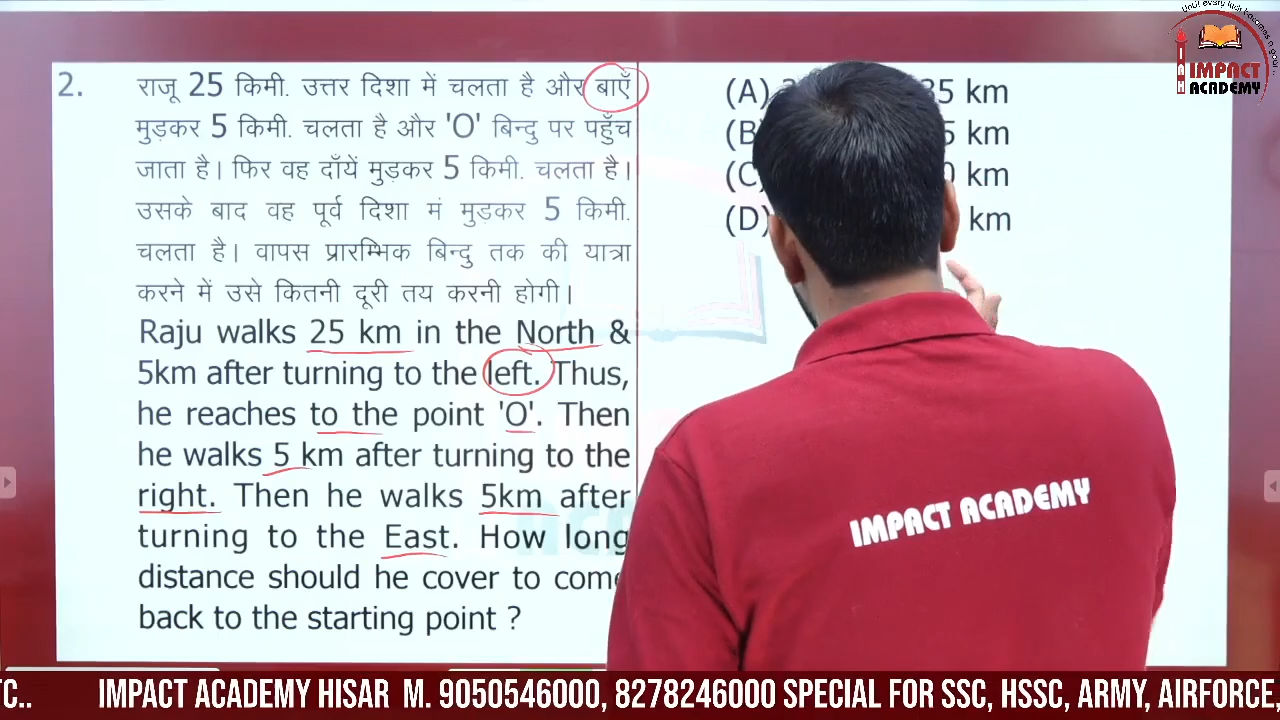 Until every Indi
IMPACT
ACADEMY
2. राजू 25 किमी. उत्तर दिशा में चलता है और बाएँ
मुड़कर 5 किमी. चलता है और 'O' बिन्दु पर पहुँच
जाता है। फिर वह दाँयें मुड़कर 5 किमी. चलता है।
उसके बाद वह पूर्व दिशा मं मुड़कर 5 किमी.
चलता है। वापस प्रारम्भिक बिन्दु तक की यात्रा
करने में उसे कितनी दूरी तय करनी होगी।
Raju walks 25 km in the North &
5km after turning to the left. Thus,
he reaches to the point 'O'. Then
he walks 5 km after turning to the
right. Then he walks 5km after
turning to the East. How long
distance should he cover to come
back to the starting point ?
(A) km
(B km
(C) km
(D) km
IMPACT ACADEMY
TC.. IMPACT ACADEMY HISAR M. 9050546000, 8278246000 SPECIAL FOR SSC, HSSC, ARMY, AIRFORCE,